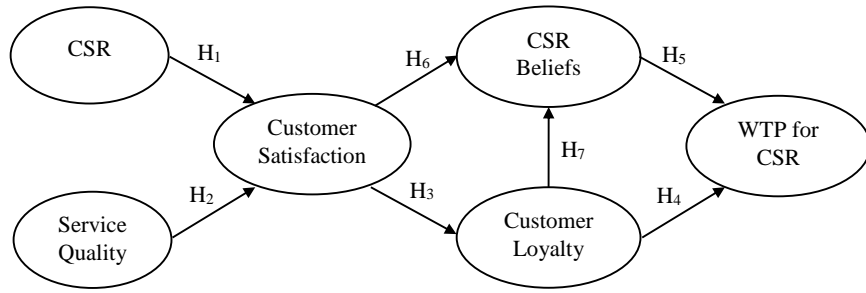 CSR
H₁
Customer
Satisfaction
Service
Quality
H₂
H₆
CSR
Beliefs
H₅
H₃
H₇
Customer
Loyalty
H₄
WTP for
CSR